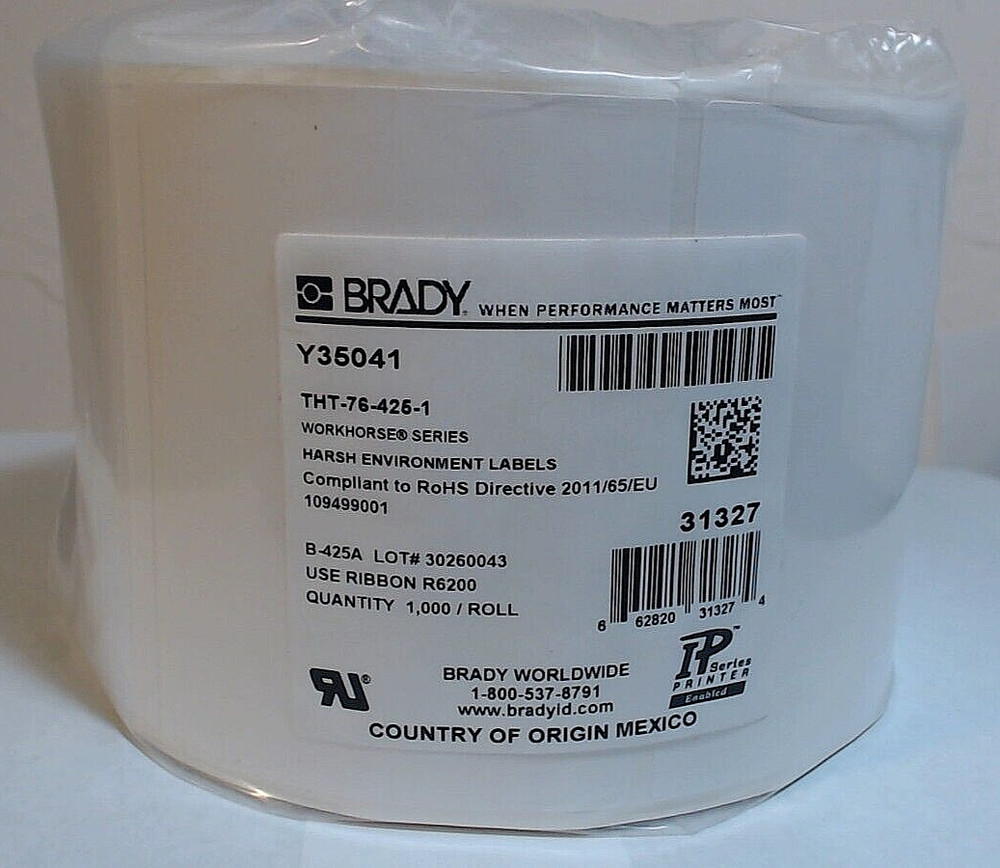 BRADY. WHEN PERFORMANCE MATTERS MOST™
Y35041
THT-76-425-1
WORKHORSE® SERIES
HARSH ENVIRONMENT LABELS
Compliant to RoHS Directive 2011/65/EU
109499001
31327
B-425A LOT# 30260043
USE RIBBON R6200
QUANTITY 1,000 / ROLL
6 62820 31327 4
IP™
Series
PRINTER
Enabled
RU®
BRADY WORLDWIDE
1-800-537-8791
www.bradyid.com
COUNTRY OF ORIGIN MEXICO